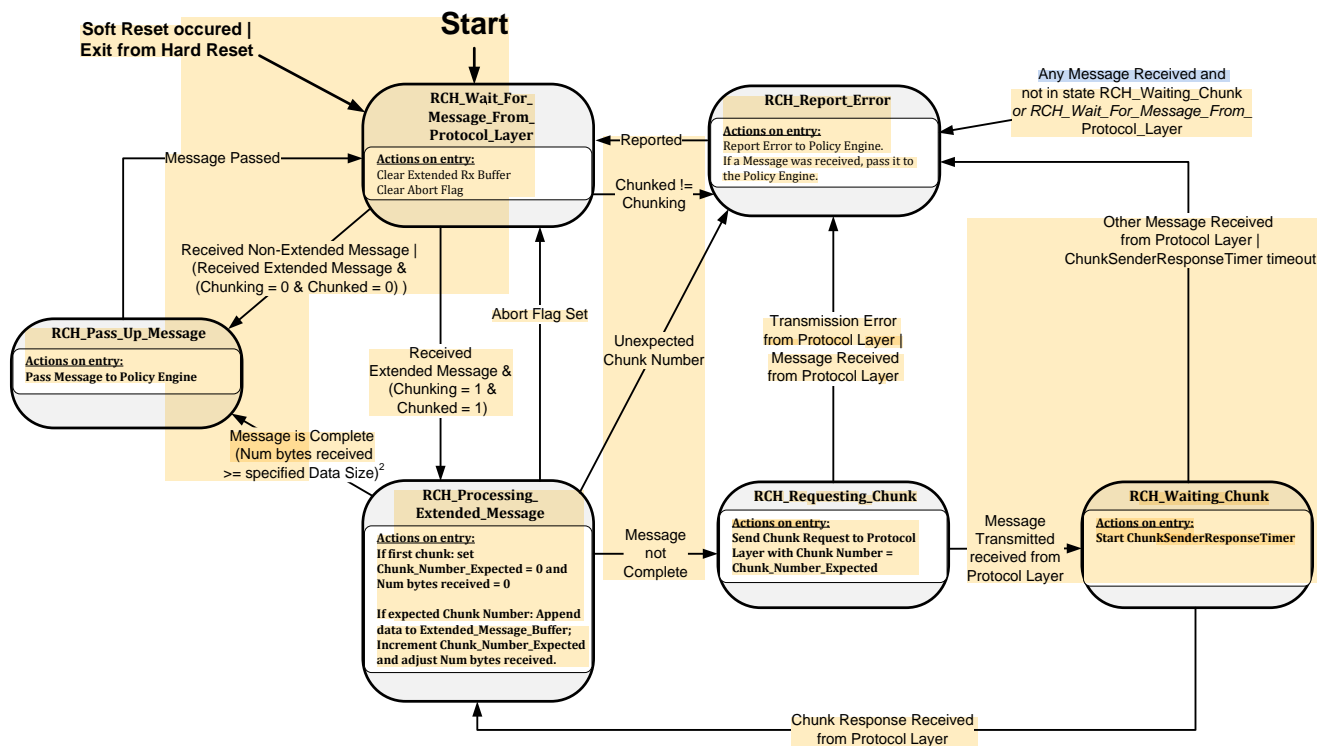 Soft Reset occured |
Exit from Hard Reset
Start
RCH_Wait_For_
Message_From_
Protocol_Layer
Actions on entry:
Clear Extended Rx Buffer
Clear Abort Flag
RCH_Report_Error
Actions on entry:
Report Error to Policy Engine.
If a Message was received, pass it to
the Policy Engine.
Any Message Received and
not in state RCH_Waiting_Chunk
or RCH_Wait_For_Message_From_
Protocol_Layer
Message Passed
Reported
Chunked !=
Chunking
Received Non-Extended Message |
(Received Extended Message &
(Chunking = 0 & Chunked = 0) )
Other Message Received
from Protocol Layer |
ChunkSenderResponseTimer timeout
RCH_Pass_Up_Message
Actions on entry:
Pass Message to Policy Engine
Abort Flag Set
Received
Extended Message &
(Chunking = 1 &
Chunked = 1)
Unexpected
Chunk Number
Transmission Error
from Protocol Layer |
Message Received
from Protocol Layer
Message is Complete
(Num bytes received
>= specified Data Size)2
RCH_Processing_
Extended_Message
Actions on entry:
If first chunk: set
Chunk_Number_Expected = 0 and
Num bytes received = 0
If expected Chunk Number: Append
data to Extended_Message_Buffer;
Increment Chunk_Number_Expected
and adjust Num bytes received.
Message
not
Complete
RCH_Requesting_Chunk
Actions on entry:
Send Chunk Request to Protocol
Layer with Chunk Number =
Chunk_Number_Expected
Message
Transmitted
received from
Protocol Layer
RCH_Waiting_Chunk
Actions on entry:
Start ChunkSenderResponseTimer
Chunk Response Received
from Protocol Layer